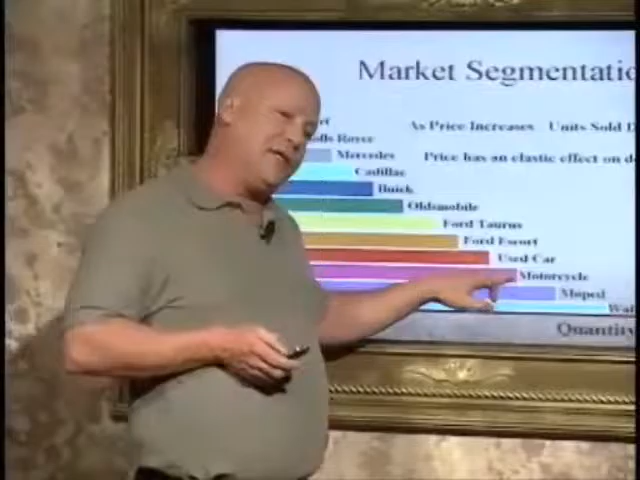 Market Segmentatio
As Price Increases Units Sold D
Rolls Royce
Mercedes
Price has an elastic effect on d
Cadillac
Buick
Oldsmobile
Ford Taurus
Ford Escort
Used Car
Motorcycle
Moped
Wal
Quantity